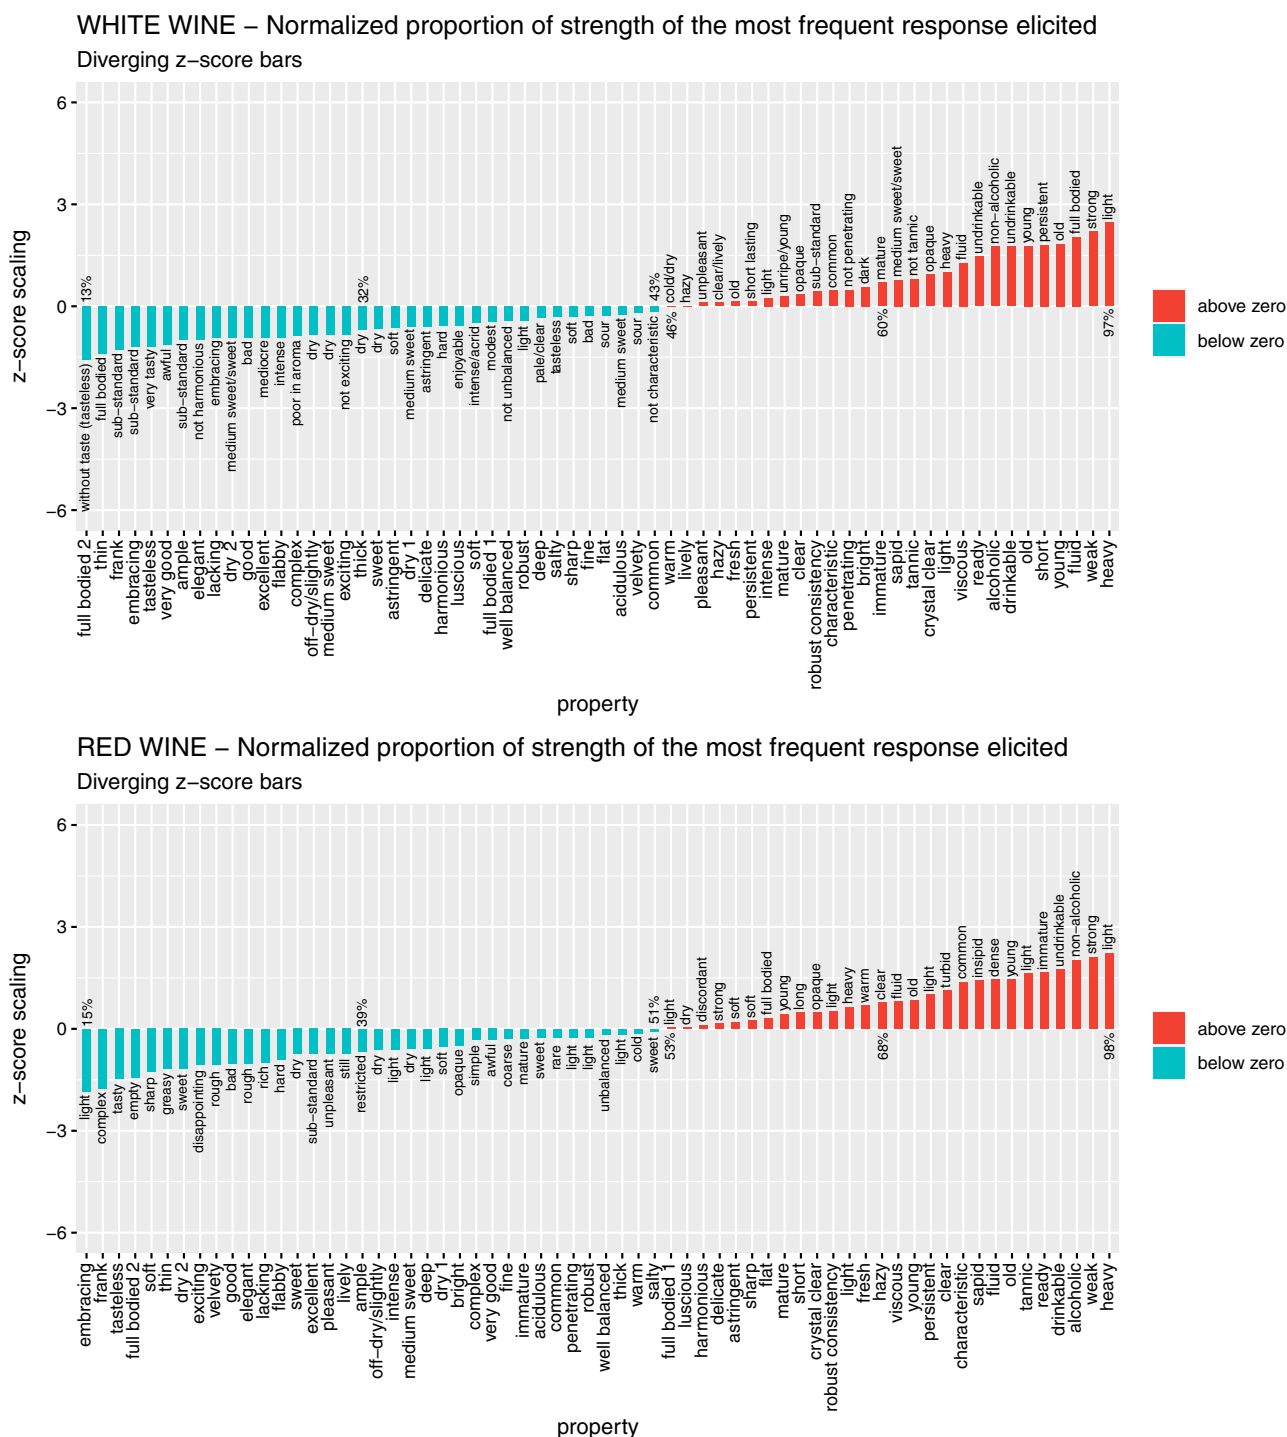 WHITE WINE − Normalized proportion of strength of the most frequent response elicited
Diverging z−score bars
z−score scaling
6
3
0
−3
−6
without taste (tasteless)
13%
full bodied
sub−standard
sub−standard
very tasty
awful
sub−standard
not harmonious
embracing
medium sweet/sweet
bad
mediocre
intense
poor in aroma
dry
dry
not exciting
dry
32%
dry
soft
medium sweet
astringent
hard
enjoyable
intense/acrid
modest
not unbalanced
light
pale/clear
tasteless
soft
bad
sour
medium sweet
sour
not characteristic
43%
46%
cold/dry
hazy
unpleasant
clear/lively
old
short lasting
light
unripe/young
opaque
sub−standard
common
not penetrating
dark
60%
mature
medium sweet/sweet
not tannic
opaque
heavy
fluid
undrinkable
non−alcoholic
undrinkable
young
persistent
old
full bodied
strong
97%
light
full bodied 2
thin
frank
embracing
tasteless
very good
ample
elegant
lacking
dry 2
good
excellent
flabby
complex
off−dry/slightly
medium sweet
exciting
thick
sweet
astringent
dry 1
delicate
harmonious
luscious
soft
full bodied 1
well balanced
robust
deep
salty
sharp
fine
flat
acidulous
velvety
common
warm
lively
pleasant
hazy
fresh
persistent
intense
mature
clear
robust consistency
characteristic
penetrating
bright
immature
sapid
tannic
crystal clear
light
viscous
ready
alcoholic
drinkable
old
short
young
fluid
weak
heavy
property
above zero
below zero
RED WINE − Normalized proportion of strength of the most frequent response elicited
Diverging z−score bars
z−score scaling
6
3
0
−3
−6
light
15%
complex
tasty
empty
sharp
greasy
sweet
disappointing
rough
bad
rough
rich
hard
dry
sub−standard
unpleasant
still
restricted
39%
dry
light
dry
light
soft
opaque
simple
awful
coarse
mature
sweet
rare
light
light
unbalanced
light
cold
sweet
51%
53%
light
dry
discordant
strong
soft
soft
full bodied
young
long
opaque
light
heavy
warm
68%
clear
fluid
old
light
turbid
common
insipid
dense
young
light
immature
undrinkable
non−alcoholic
strong
98%
light
embracing
frank
tasteless
full bodied 2
soft
thin
dry 2
exciting
velvety
good
elegant
lacking
flabby
sweet
excellent
pleasant
lively
ample
off−dry/slightly
intense
medium sweet
deep
dry 1
bright
complex
very good
fine
immature
acidulous
common
penetrating
robust
well balanced
thick
warm
salty
full bodied 1
luscious
harmonious
delicate
astringent
sharp
flat
mature
short
crystal clear
robust consistency
light
fresh
hazy
viscous
young
persistent
clear
characteristic
sapid
fluid
old
tannic
ready
drinkable
alcoholic
weak
heavy
property
above zero
below zero